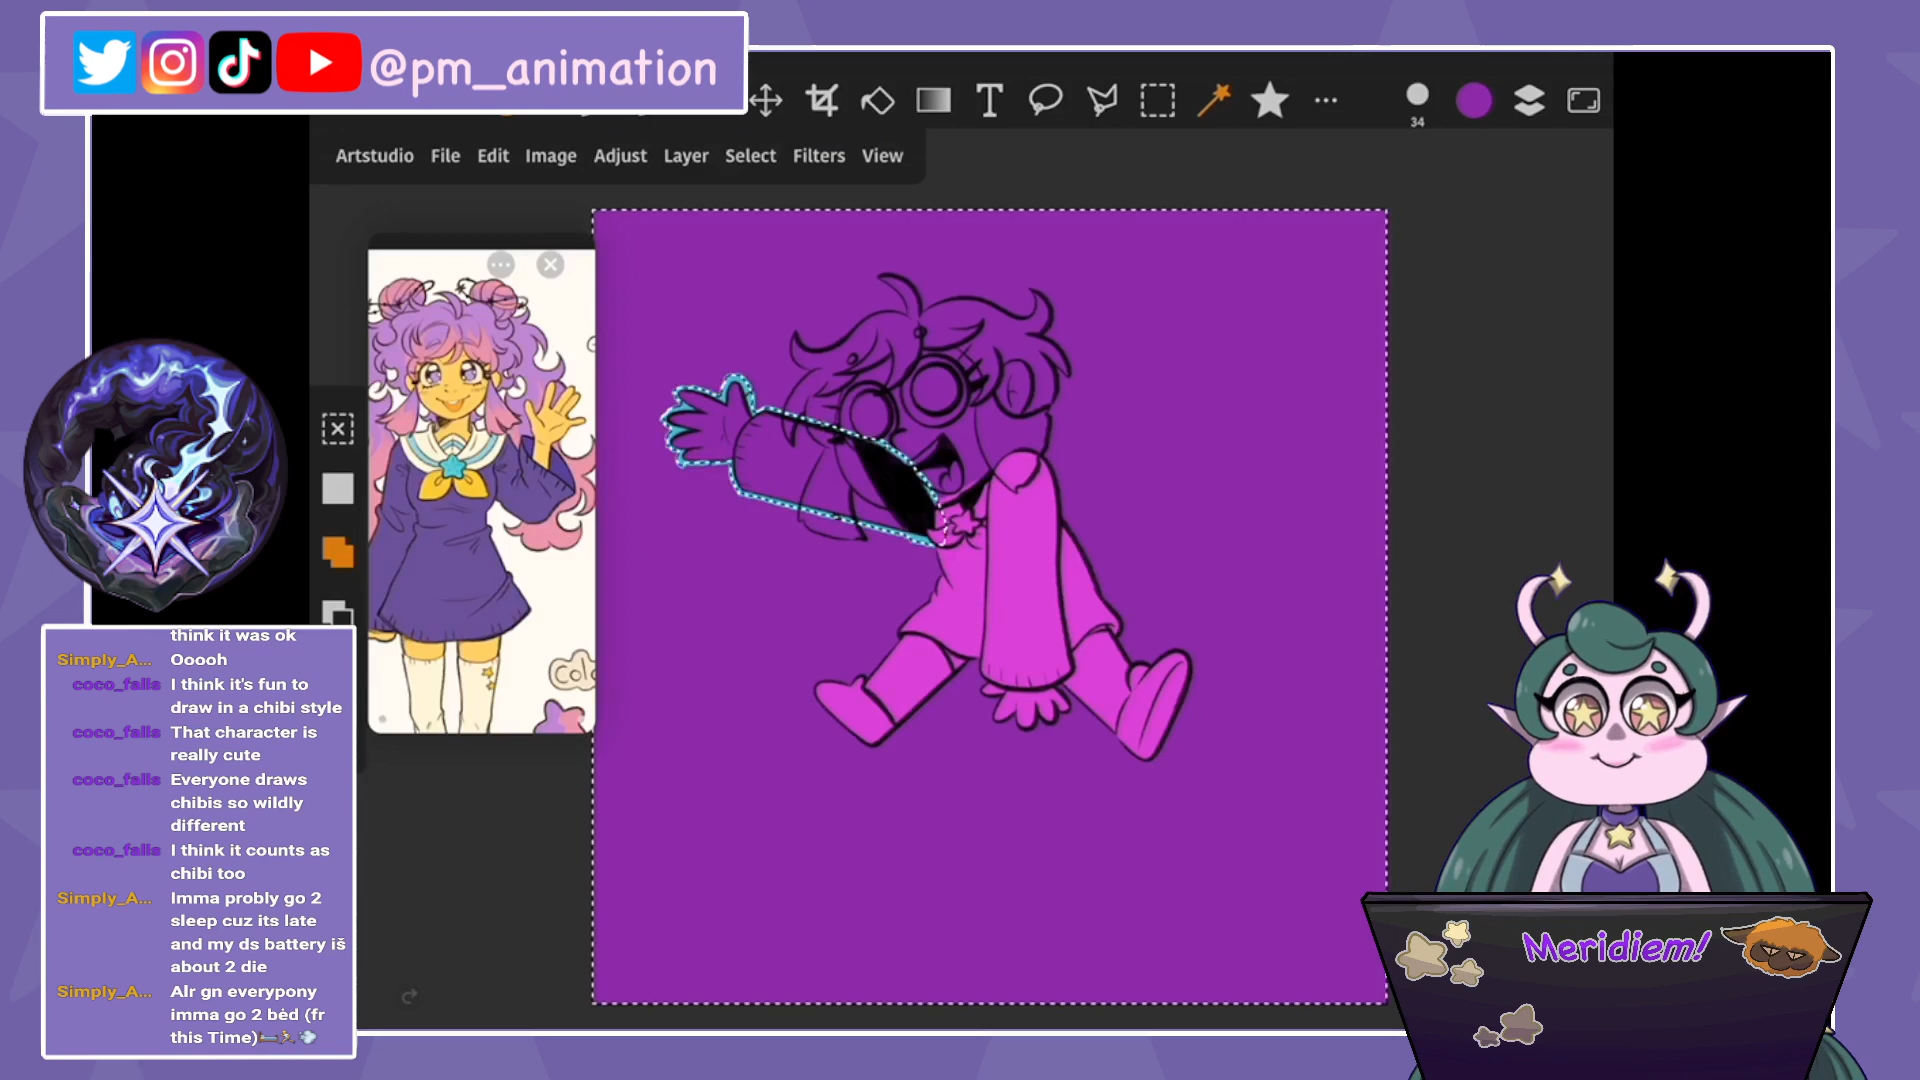 @pm_animation
T
34
Artstudio File Edit Image Adjust Layer Select Filters View
Colo
think it was ok
Simply_A... Ooooh
coco_falls I think it's fun to
draw in a chibi style
coco_falls That character is
really cute
coco_falls Everyone draws
chibis so wildly
different
coco_falls I think it counts as
chibi too
Simply_A... Imma probly go 2
sleep cuz its late
and my ds battery iš
about 2 die
Simply_A... Alr gn everypony
imma go 2 bėd (fr
this Time)
Meridiem!